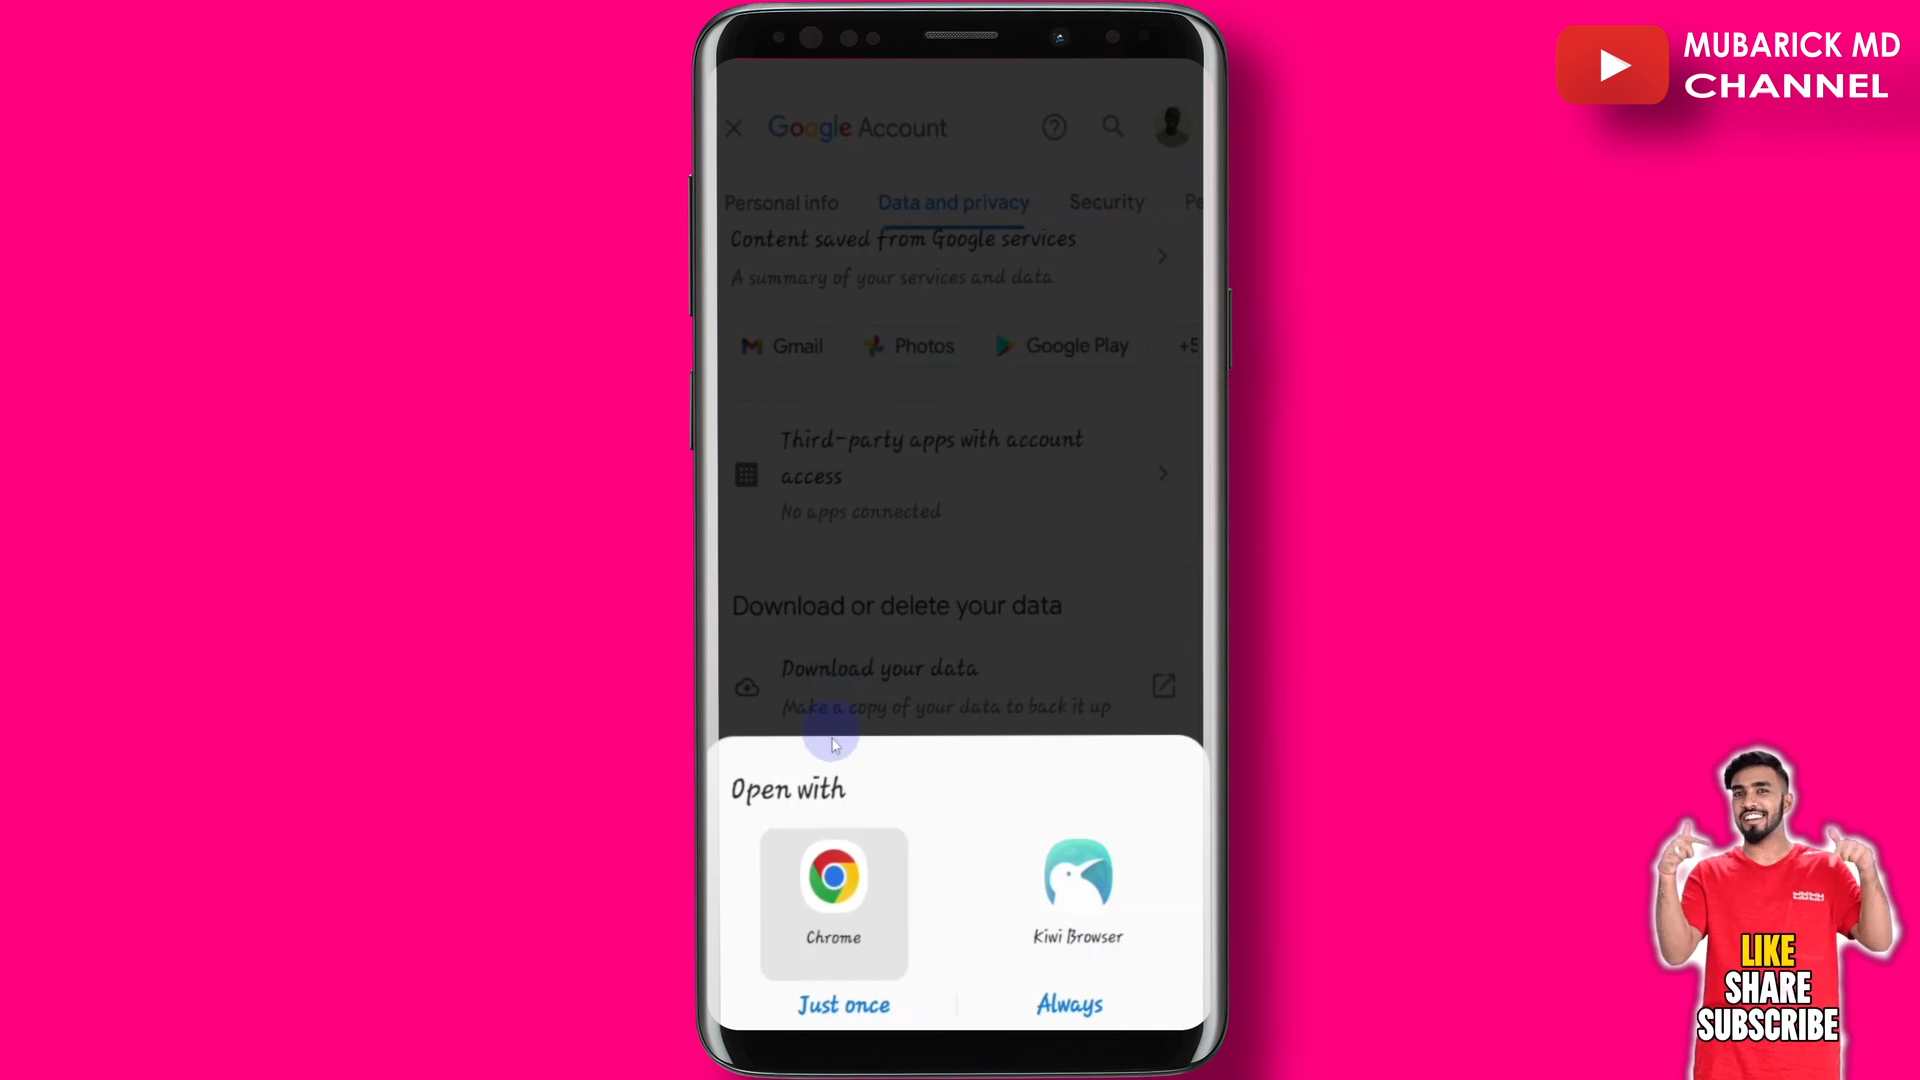 MUBARICK MD
CHANNEL
Google Account
Personal info Data and privacy Security Pe
Content saved from Google services
A summary of your services and data
Gmail Photos Google Play +5
Third-party apps with account
access
No apps connected
Download or delete your data
Download your data
Make a copy of your data to back it up
Open with
Chrome Kiwi Browser
Just once Always
LIKE
SHARE
SUBSCRIBE